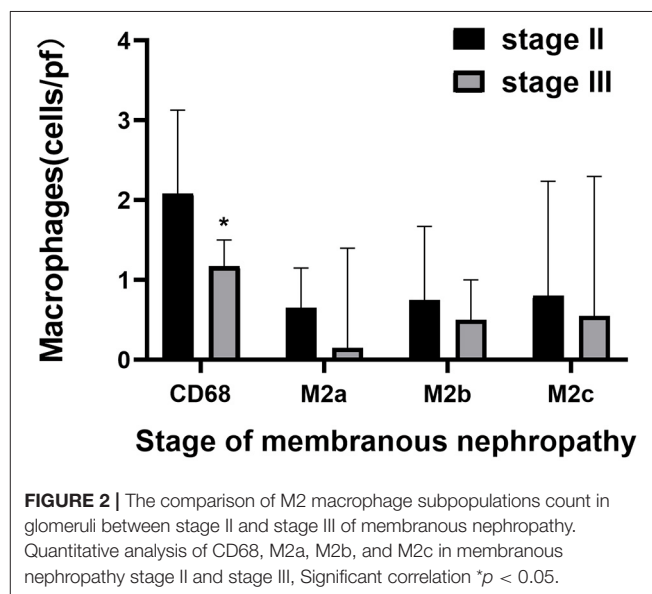 4
3
2
1
0
Macrophages(cells/pf)
stage II
stage III
*
CD68 M2a M2b M2c
Stage of membranous nephropathy
FIGURE 2 | The comparison of M2 macrophage subpopulations count in
glomeruli between stage II and stage III of membranous nephropathy.
Quantitative analysis of CD68, M2a, M2b, and M2c in membranous
nephropathy stage II and stage III, Significant correlation *p < 0.05.